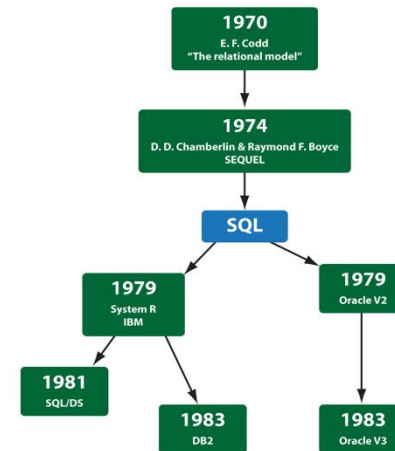 1970
E. F. Codd
“The relational model”
1974
D. D. Chamberlin & Raymond F. Boyce
SEQUEL
SQL
1979
System R
IBM
1979
Oracle V2
1981
SQL/DS
1983
DB2
1983
Oracle V3